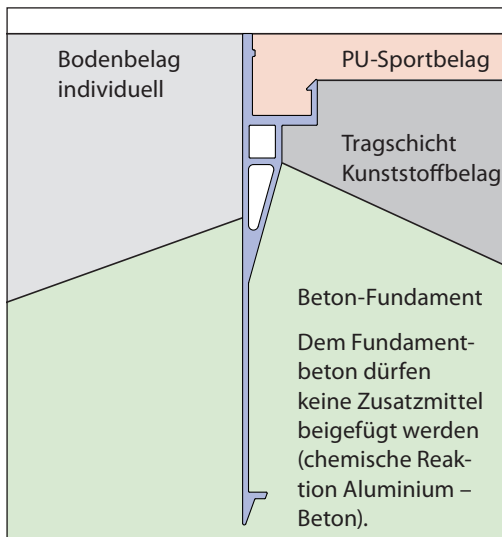 Bodenbelag
individuell
PU-Sportbelag
Tragschicht
Kunststoffbelag
Beton-Fundament
Dem Fundament-
beton dürfen
keine Zusatzmittel
beigefügt werden
(chemische Reak-
tion Aluminium –
Beton).